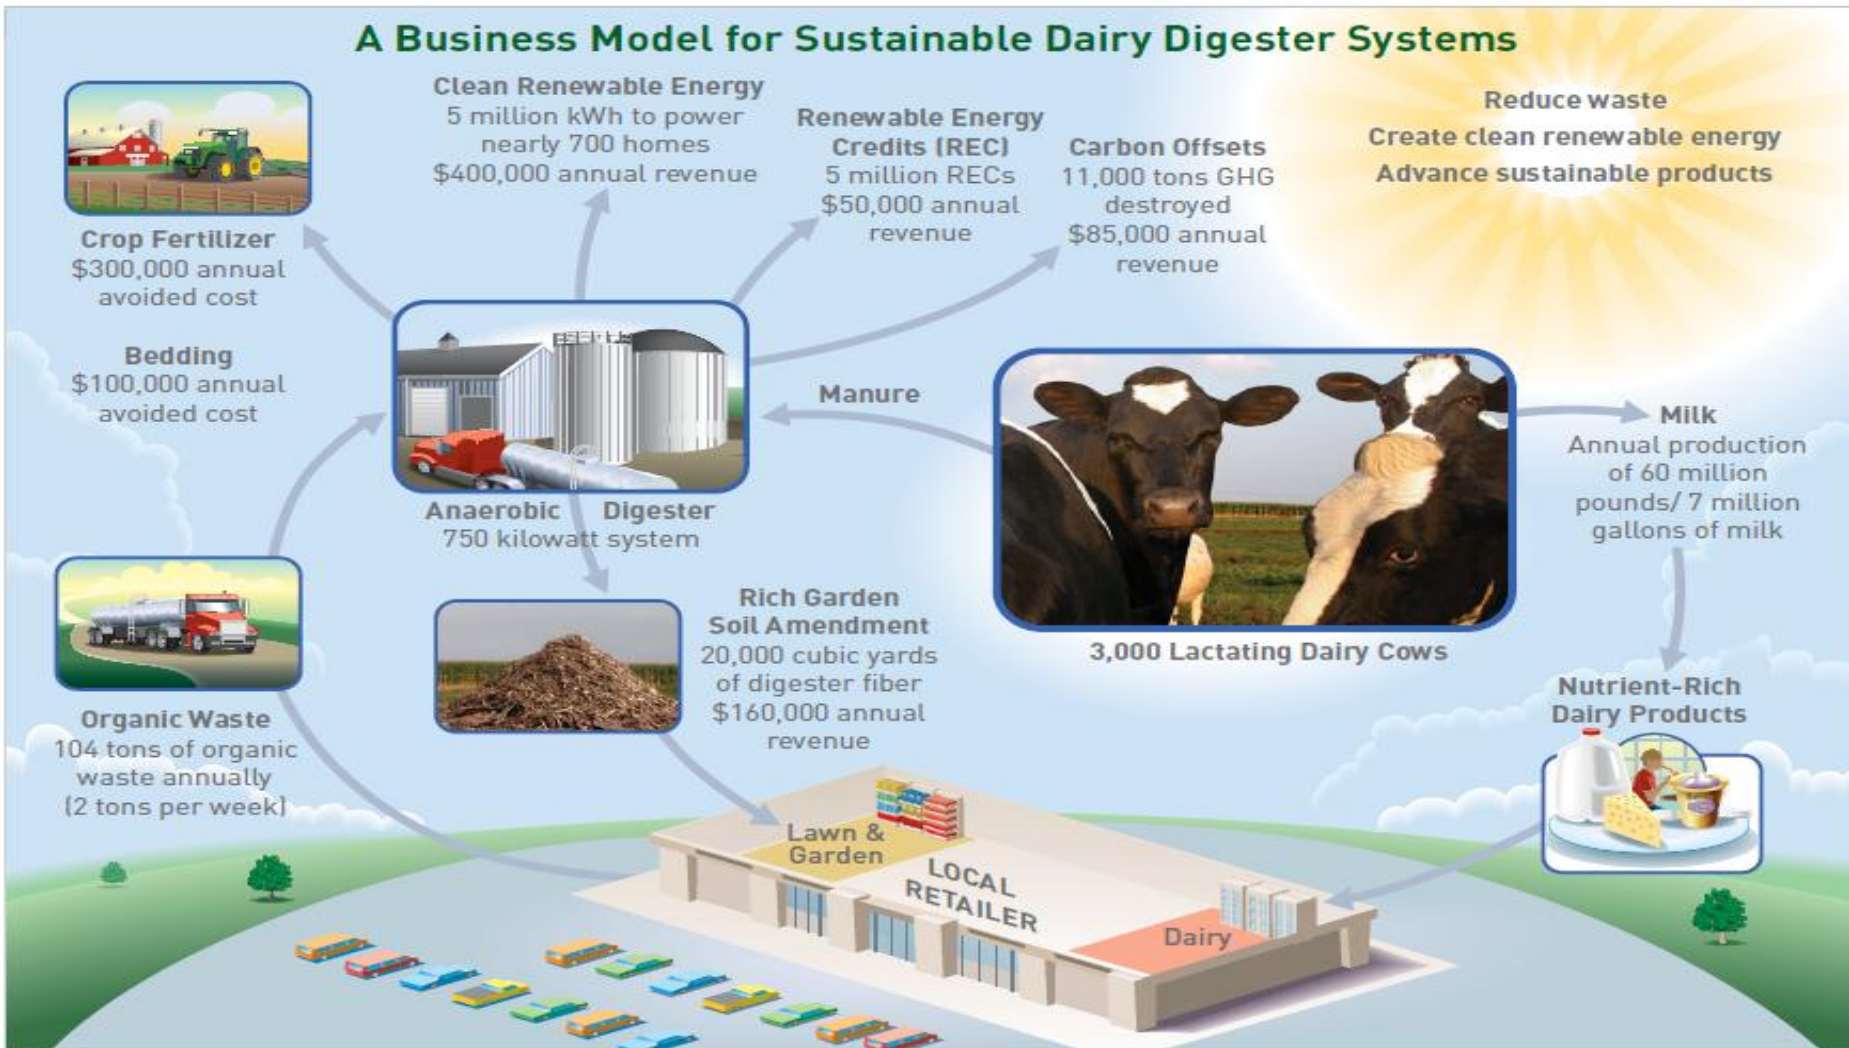 A Business Model for Sustainable Dairy Digester Systems
Clean Renewable Energy
5 million kWh to power
nearly 700 homes
$400,000 annual revenue
Renewable Energy
Credits (REC)
5 million RECs
$50,000 annual
revenue
Carbon Offsets
11,000 tons GHG
destroyed
$85,000 annual
revenue
Reduce waste
Create clean renewable energy
Advance sustainable products
Crop Fertilizer
$300,000 annual
avoided cost
Bedding
$100,000 annual
avoided cost
Manure
Milk
Annual production
of 60 million
pounds/ 7 million
gallons of milk
Anaerobic Digester
750 kilowatt system
3,000 Lactating Dairy Cows
Rich Garden
Soil Amendment
20,000 cubic yards
of digester fiber
$160,000 annual
revenue
Nutrient-Rich
Dairy Products
Organic Waste
104 tons of organic
waste annually
(2 tons per week)
Lawn &
Garden
LOCAL
RETAILER
Dairy